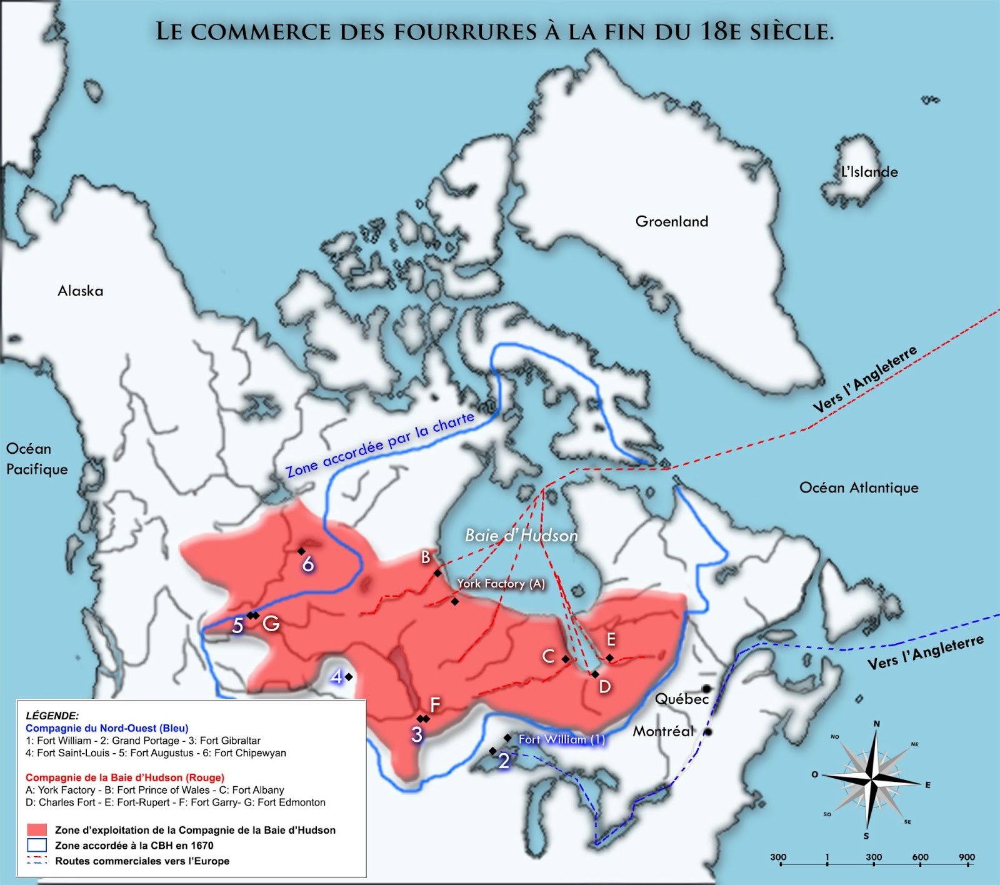 Le commerce des fourrures à la fin du 18e siècle.
L'Islande
Groenland
Alaska
Vers l'Angleterre
Zone accordée par la charte
Océan
Pacifique
Océan Atlantique
Baie d'Hudson
B
6
York Factory (A)
5
G
E
C
Vers l'Angleterre
4
D
Québec
F
3
Montréal
Fort William (1)
2
LÉGENDE:
Compagnie du Nord-Ouest (Bleu)
1: Fort William - 2: Grand Portage - 3: Fort Gibraltar
4: Fort Saint-Louis - 5: Fort Augustus - 6: Fort Chipewyan
Compagnie de la Baie d'Hudson (Rouge)
A: York Factory - B: Fort Prince of Wales - C: Fort Albany
D: Charles Fort - E: Fort-Rupert - F: Fort Garry- G: Fort Edmonton
Zone d'exploitation de la Compagnie de la Baie d'Hudson
Zone accordée à la CBH en 1670
Routes commerciales vers l'Europe
N
NO
NE
O
E
SO
SE
S
300 1 300 600 900